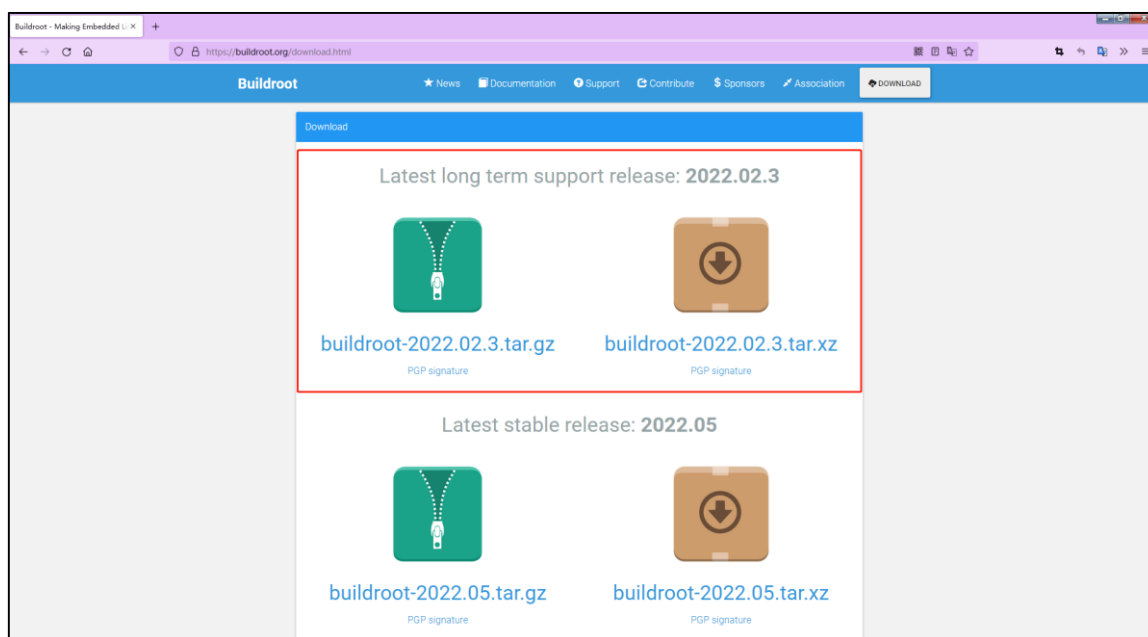 Buildroot - Making Embedded Li
https://buildroot.org/download.html
Buildroot News Documentation Support Contribute $ Sponsors Association DOWNLOAD
Download
Latest long term support release: 2022.02.3
buildroot-2022.02.3.tar.gz buildroot-2022.02.3.tar.xz
PGP signature PGP signature
Latest stable release: 2022.05
buildroot-2022.05.tar.gz buildroot-2022.05.tar.xz
PGP signature PGP signature